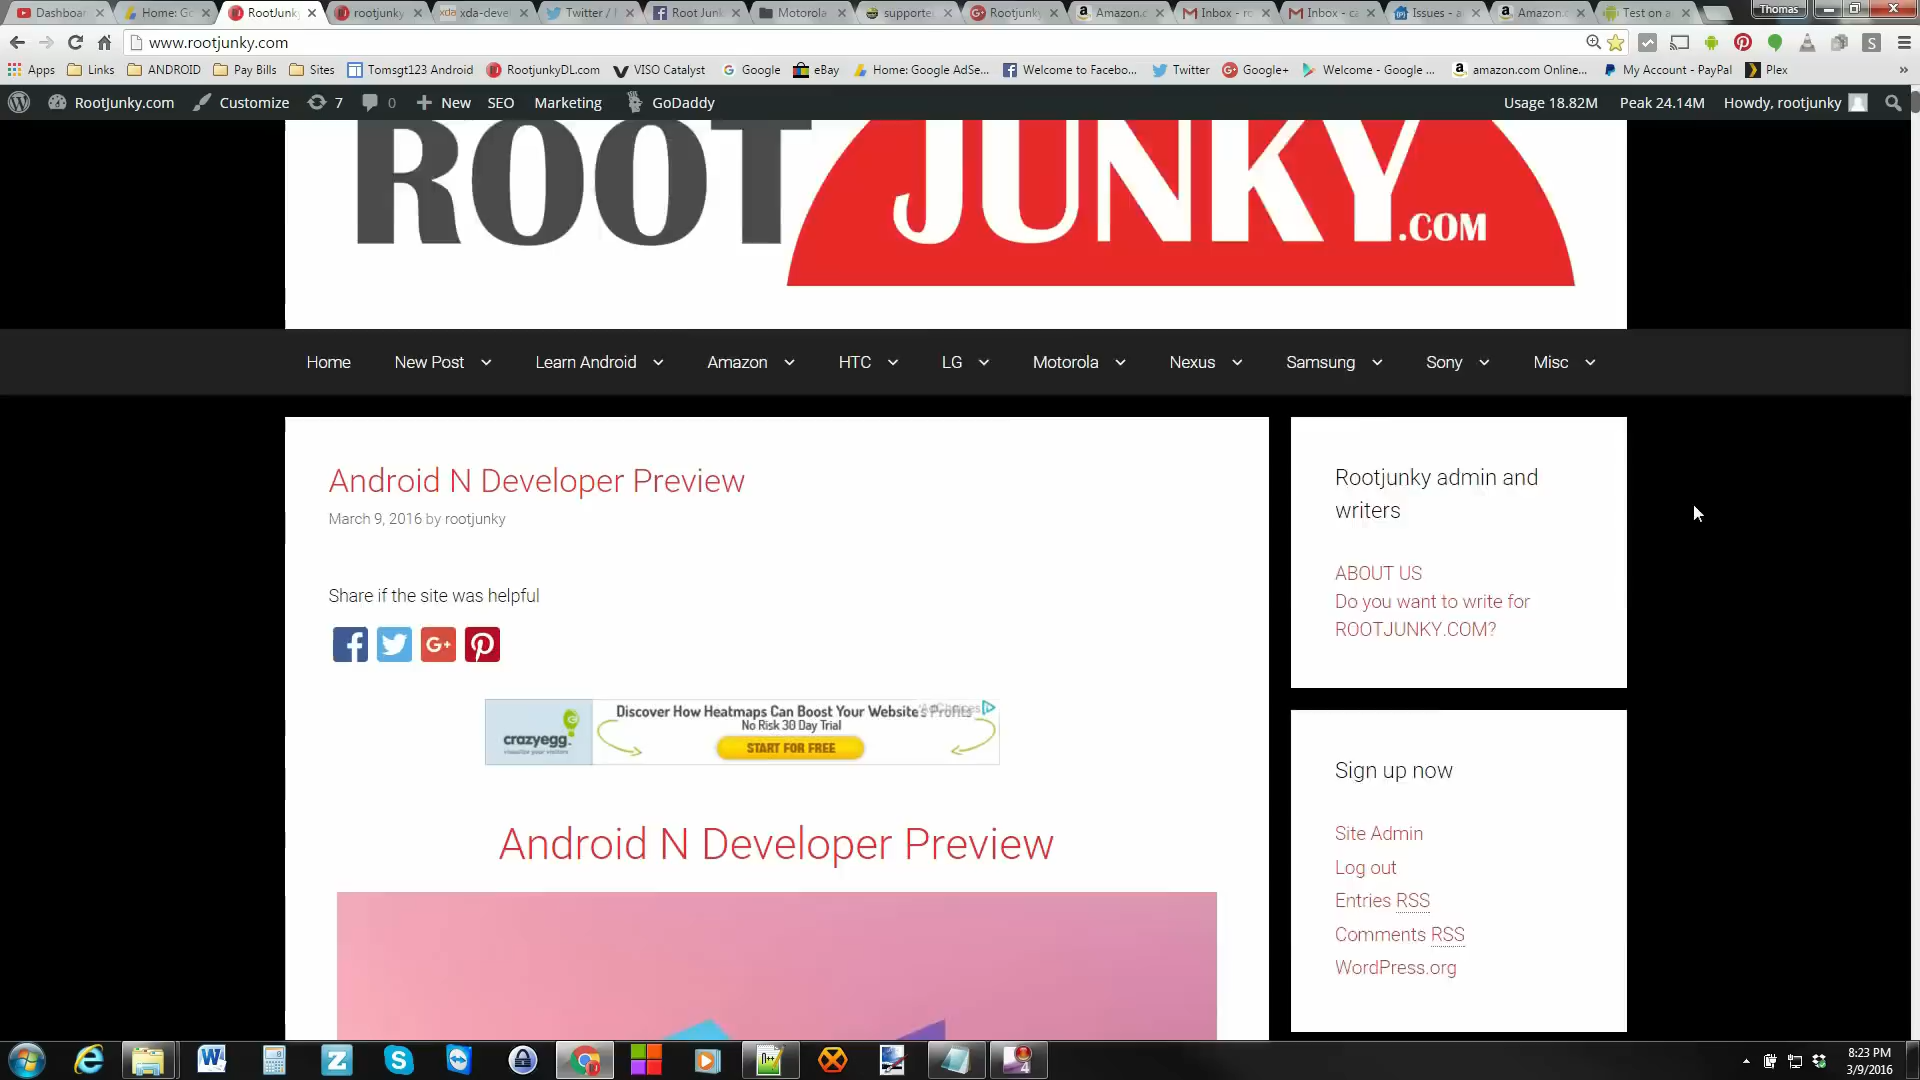 Dashboar
Home: Go
RootJunk
rootjunky
xda xda-deve
Twitter /
Root Junk
Motorola
supporte
Rootjunky
Amazon.c
Inbox - ro
Inbox - ca
Issues - a
Amazon.c
Test on a
Thomas
www.rootjunky.com
S
Apps
Links
ANDROID
Pay Bills
Sites
Tomsgt123 Android
RootjunkyDL.com
VISO Catalyst
Google
eBay
Home: Google AdSe...
Welcome to Facebo...
Twitter
Google+
Welcome - Google ...
amazon.com Online...
My Account - PayPal
Plex
»
RootJunky.com
Customize
7
0
New
SEO
Marketing
GoDaddy
Usage 18.82M
Peak 24.14M
Howdy, rootjunky
ROOT JUNKY.COM
Home
New Post
Learn Android
Amazon
HTC
LG
Motorola
Nexus
Samsung
Sony
Misc
Android N Developer Preview
March 9, 2016 by rootjunky
Share if the site was helpful
G+
crazyegg
Discover How Heatmaps Can Boost Your Website's Profits
AdChoices
No Risk 30 Day Trial
START FOR FREE
Android N Developer Preview
Rootjunky admin and
writers
ABOUT US
Do you want to write for
ROOTJUNKY.COM?
Sign up now
Site Admin
Log out
Entries RSS
Comments RSS
WordPress.org
8:23 PM
3/9/2016